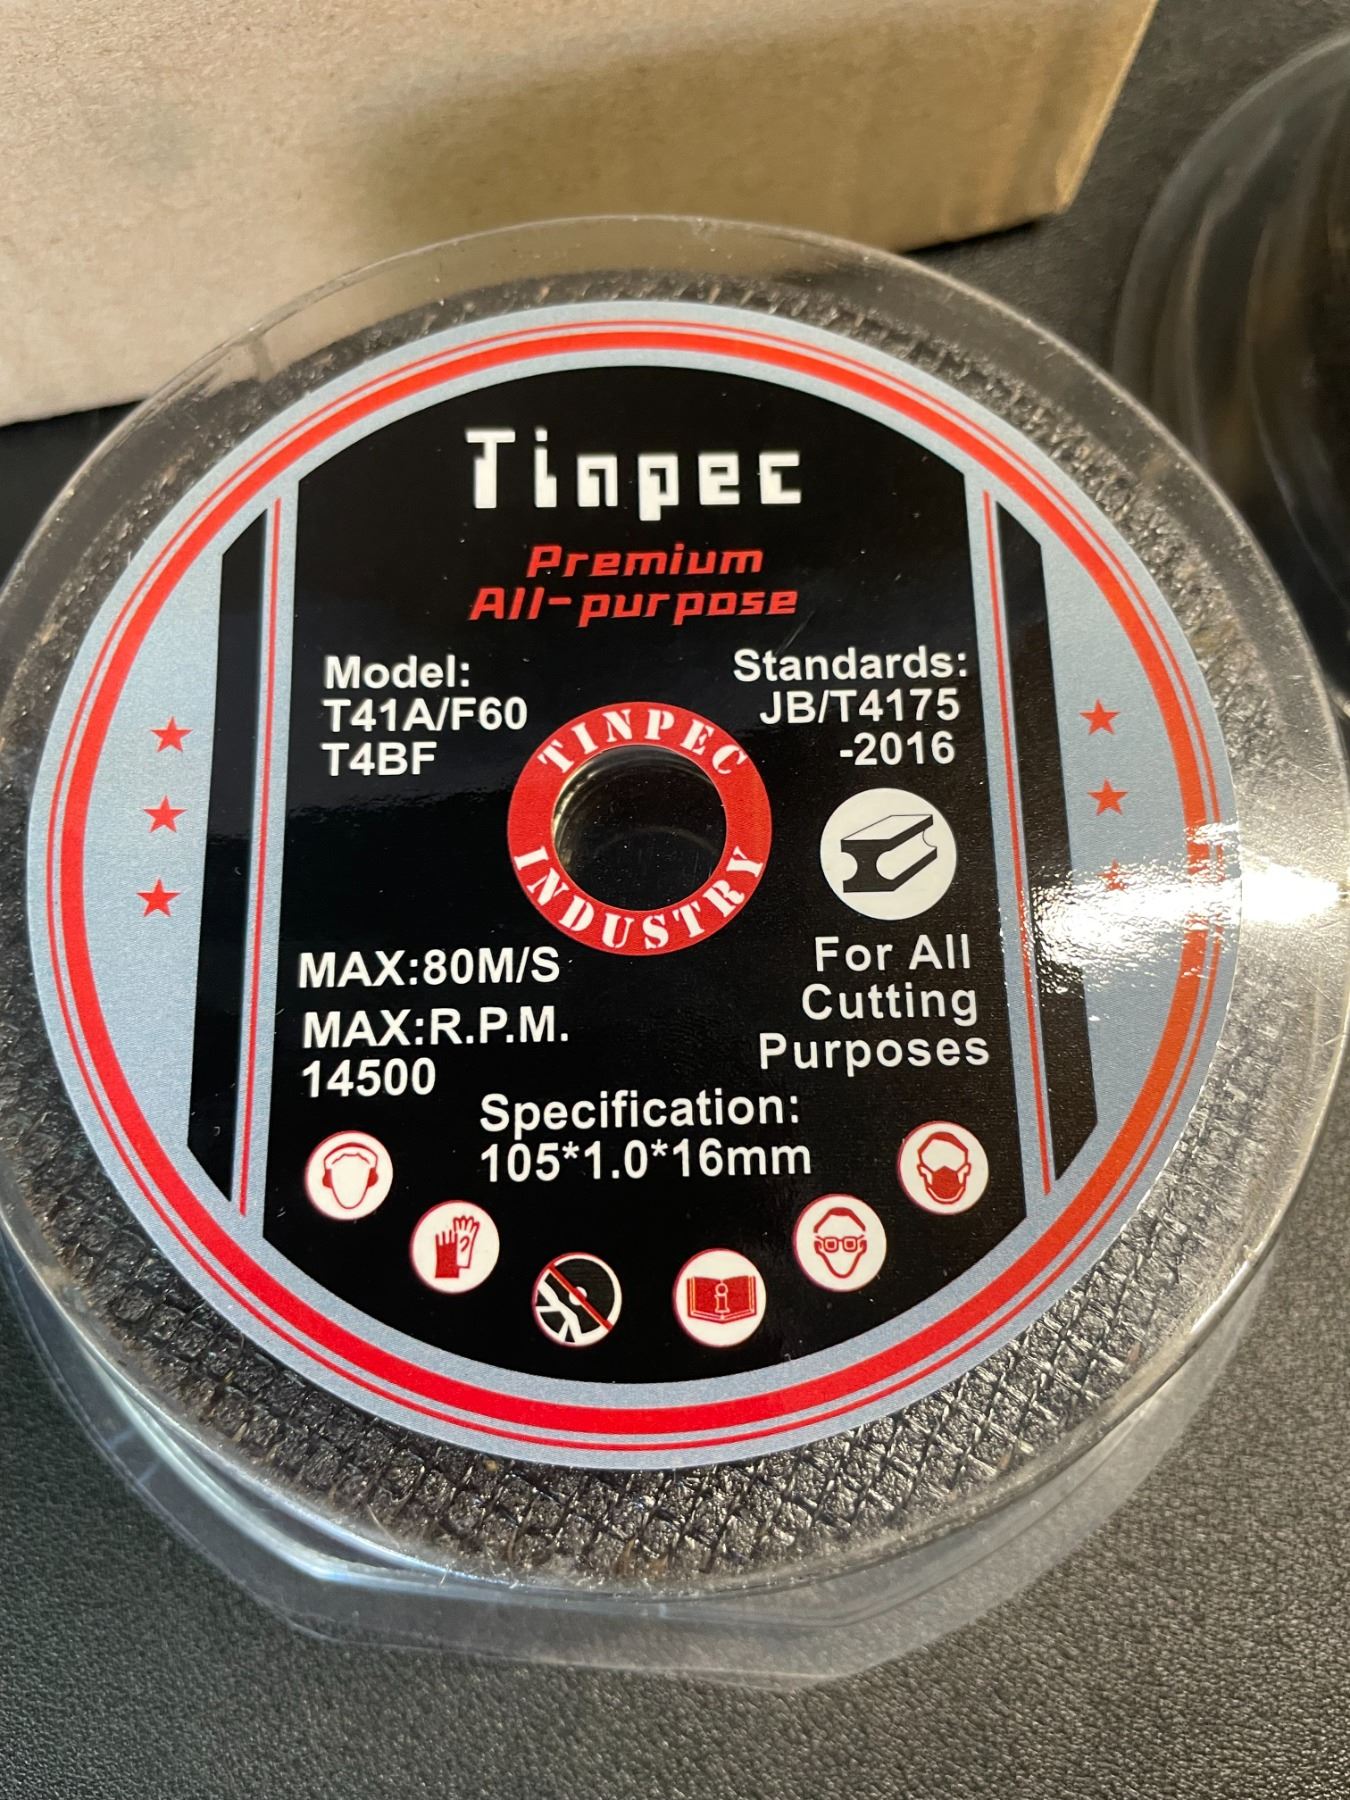 Tinpec
Premium
All-purpose
Model:
T41A/F60
T4BF
Standards:
JB/T4175
-2016
TINPEC
INDUSTRY
MAX:80M/S
MAX:R.P.M.
14500
For All
Cutting
Purposes
Specification:
105*1.0*16mm
i